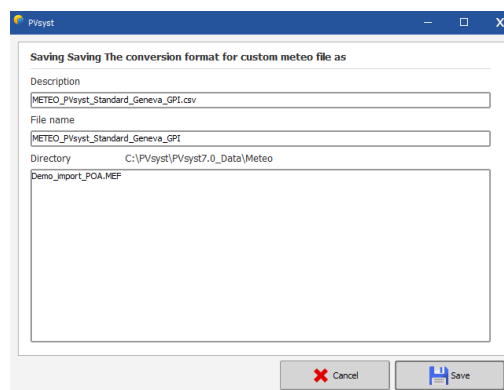 PVsyst
Saving Saving The conversion format for custom meteo file as
Description
METEO_PVsyst_Standard_Geneva_GPI.csv
File name
METEO_PVsyst_Standard_Geneva_GPI
Directory C:\PVsyst\PVsyst7.0_Data\Meteo
Demo_import_POA.MEF
Cancel Save